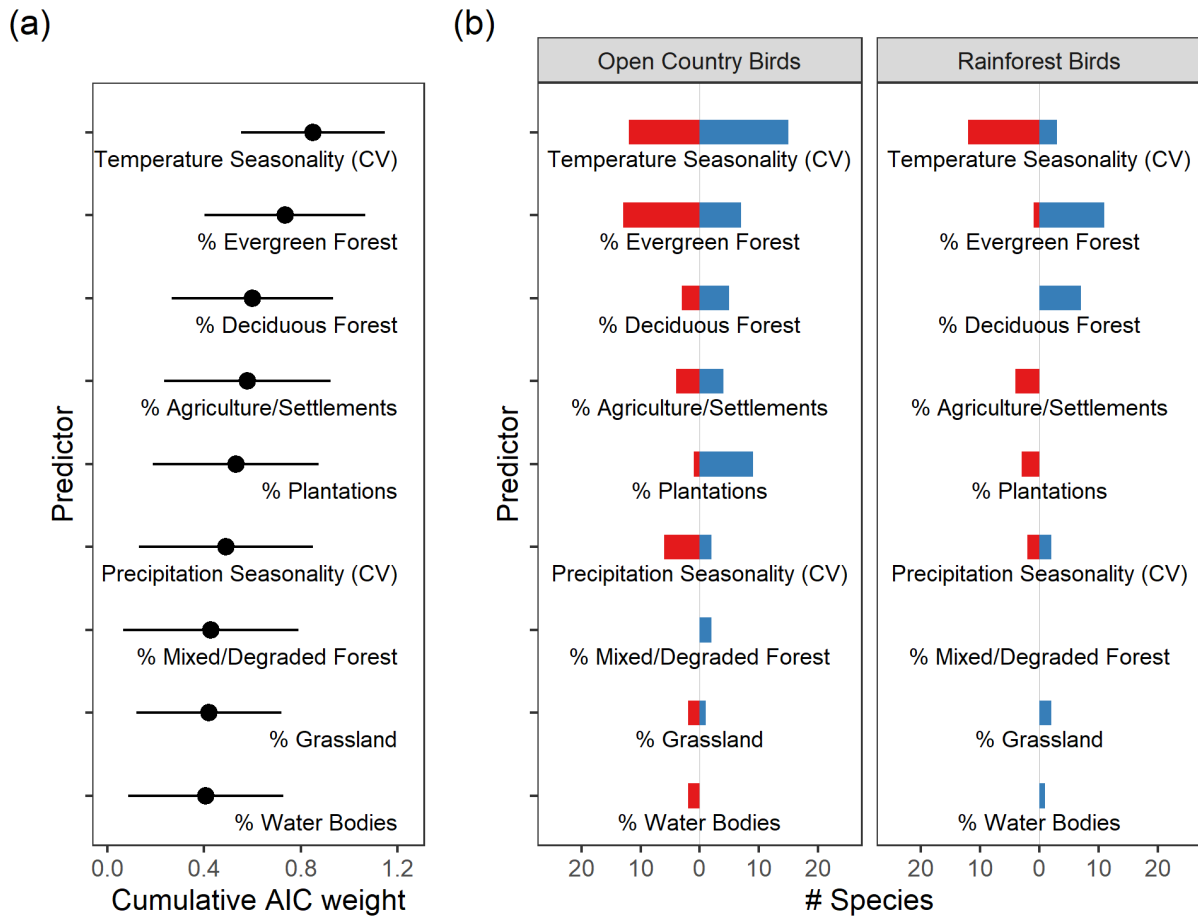 (a)
Predictor
Temperature Seasonality (CV)
% Evergreen Forest
% Deciduous Forest
% Agriculture/Settlements
% Plantations
Precipitation Seasonality (CV)
% Mixed/Degraded Forest
% Grassland
% Water Bodies
0.0 0.4 0.8 1.2
Cumulative AIC weight
(b)
Predictor
Open Country Birds
Temperature Seasonality (CV)
% Evergreen Forest
% Deciduous Forest
% Agriculture/Settlements
% Plantations
Precipitation Seasonality (CV)
% Mixed/Degraded Forest
% Grassland
% Water Bodies
20 10 0 10 20
Rainforest Birds
Temperature Seasonality (CV)
% Evergreen Forest
% Deciduous Forest
% Agriculture/Settlements
% Plantations
Precipitation Seasonality (CV)
% Mixed/Degraded Forest
% Grassland
% Water Bodies
20 10 0 10 20
# Species